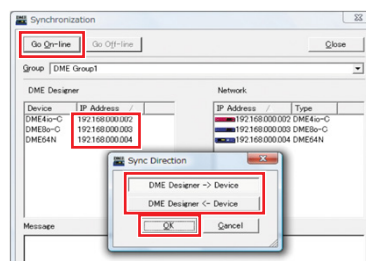 Synchronization
Go On-line
Go Off-line
Close
Group DME Group1
DME Designer
Network
Device IP Address /
IP Address / Type
DME4io-C 192.168.000.002
192.168.000.002 DME4io-C
DME8o-C 192.168.000.003
192.168.000.003 DME8o-C
DME64N 192.168.000.004
192.168.000.004 DME64N
Sync Direction
DME Designer -> Device
DME Designer <- Device
Message
OK
Cancel